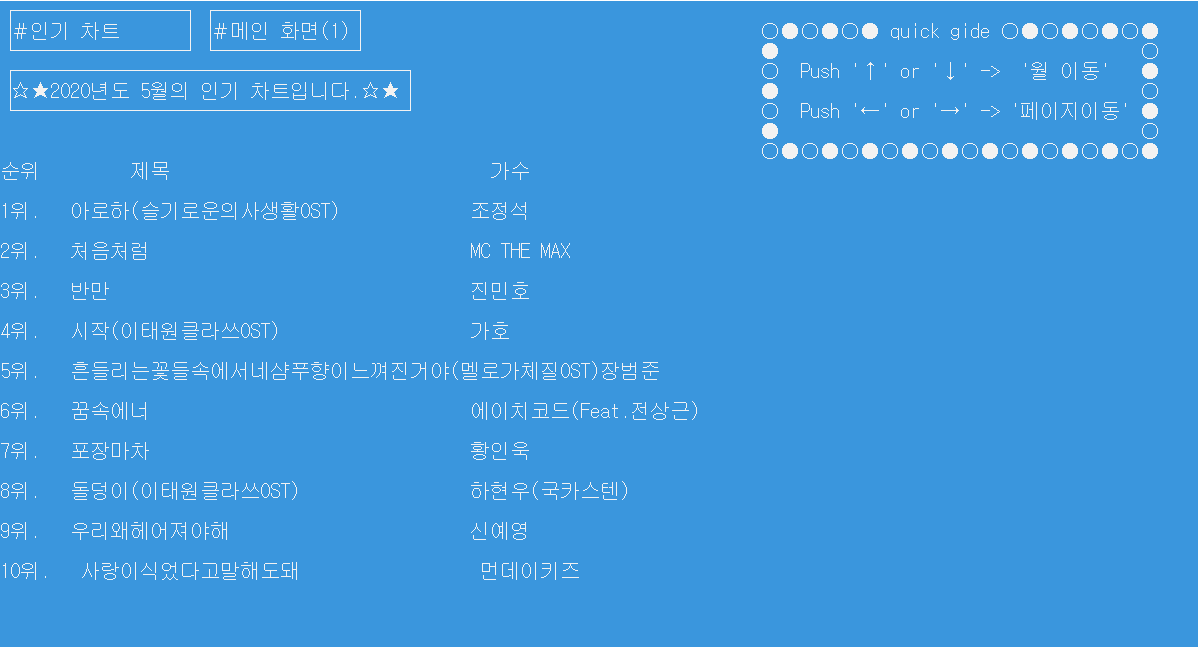 #인기 차트 #메인 화면(1)
○●○●○● quick gide ○●○●○●○●
Push '↑' or '↓' -> '월 이동'
Push '←' or '→' -> '페이지이동'
○●○●○●○●○●○●○●○●○●○●
☆★2020년도 5월의 인기 차트입니다.☆★
순위 제목 가수
1위. 아로하(슬기로운의사생활OST) 조정석
2위. 처음처럼 MC THE MAX
3위. 반만 진민호
4위. 시작(이태원클라쓰OST) 가호
5위. 흔들리는꽃들속에서네샴푸향이느껴진거야(멜로가체질OST)장범준
6위. 꿈속에너 에이치코드(Feat.전상근)
7위. 포장마차 황인욱
8위. 돌덩이(이태원클라쓰OST) 하현우(국카스텐)
9위. 우리왜헤어져야해 신예영
10위. 사랑이식었다고말해도돼 먼데이키즈